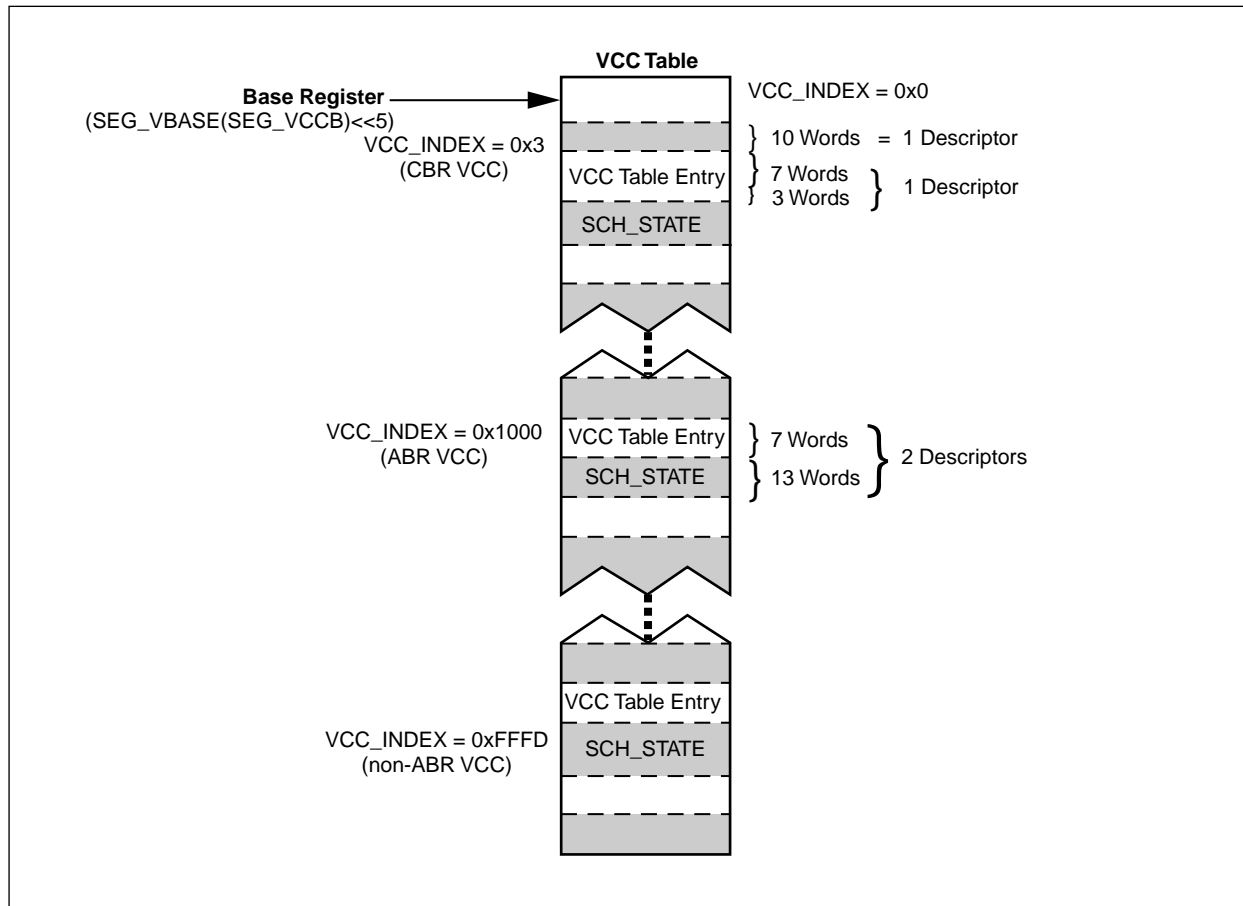 VCC Table
VCC_INDEX = 0x0
Base Register
(SEG_VBASE(SEG_VCCB)<<5)
VCC_INDEX = 0x3
(CBR VCC)
} 10 Words = 1 Descriptor
VCC Table Entry
} 7 Words
} 3 Words
} 1 Descriptor
SCH_STATE
VCC_INDEX = 0x1000
(ABR VCC)
VCC Table Entry
} 7 Words
SCH_STATE
} 13 Words
} 2 Descriptors
VCC Table Entry
VCC_INDEX = 0xFFFD
(non-ABR VCC)
SCH_STATE